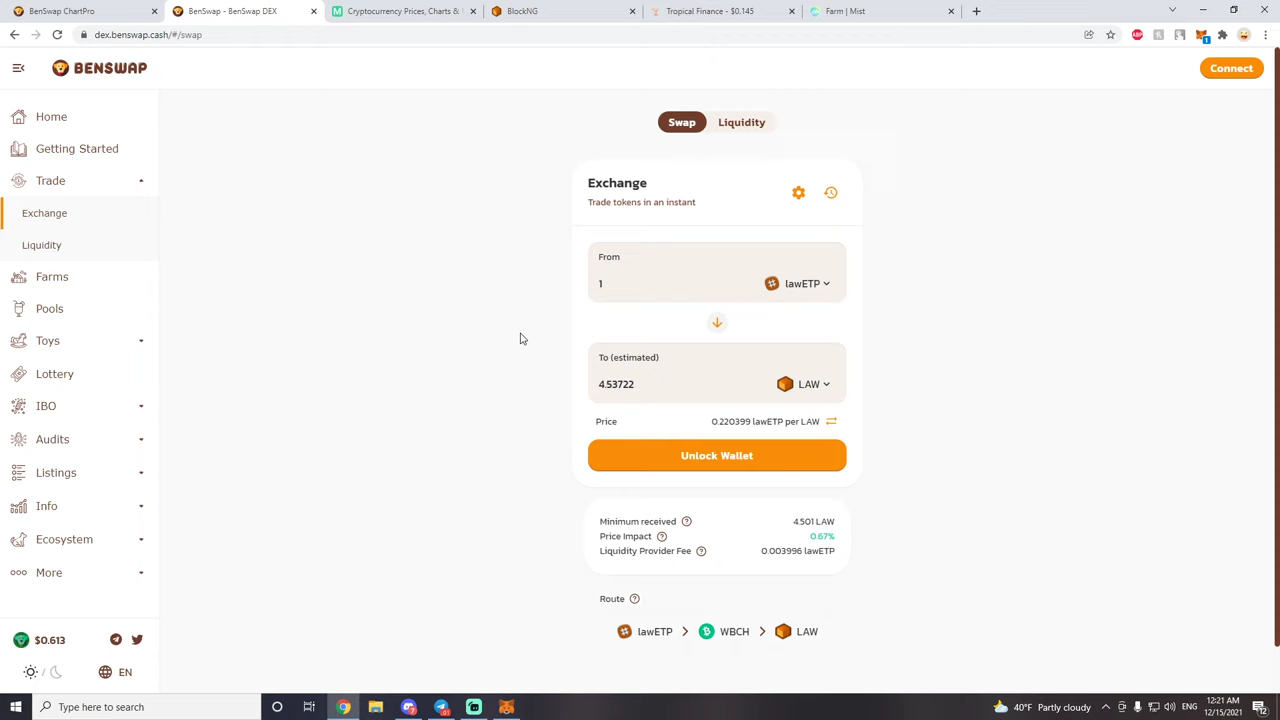 BenSwap ChartPro
BenSwap - BenSwap DEX
Cryptocurrency Prices, Charts &
BlockNG
Tropical Finance - $0.145
Farm | Mist
dex.benswap.cash/#/swap
BENSWAP
Connect
Home
Getting Started
Trade
Exchange
Liquidity
Farms
Pools
Toys
Lottery
IBO
Audits
Listings
Info
Ecosystem
More
$0.613
EN
Swap
Liquidity
Exchange
Trade tokens in an instant
From
1
lawETP
To (estimated)
4.53722
LAW
Price
0.220399 lawETP per LAW
Unlock Wallet
Minimum received
4.501 LAW
Price Impact
0.67%
Liquidity Provider Fee
0.003996 lawETP
Route
lawETP > WBCH > LAW
Type here to search
40°F Partly cloudy
ENG
12:21 AM
12/15/2021
12